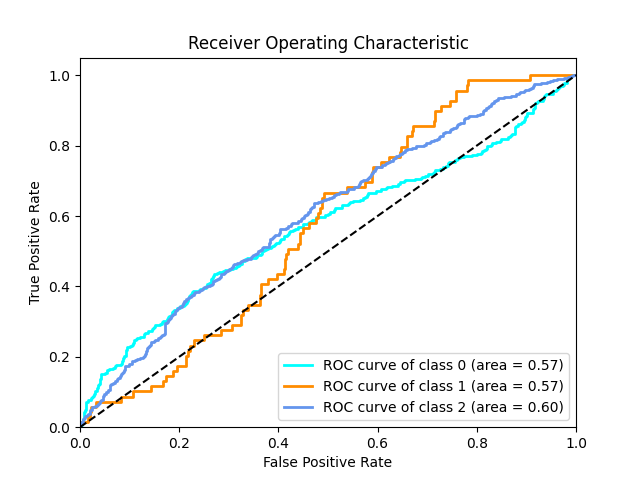 Receiver Operating Characteristic
True Positive Rate
1.0
0.8
0.6
0.4
0.2
0.0
ROC curve of class 0 (area = 0.57)
ROC curve of class 1 (area = 0.57)
ROC curve of class 2 (area = 0.60)
0.0 0.2 0.4 0.6 0.8 1.0
False Positive Rate